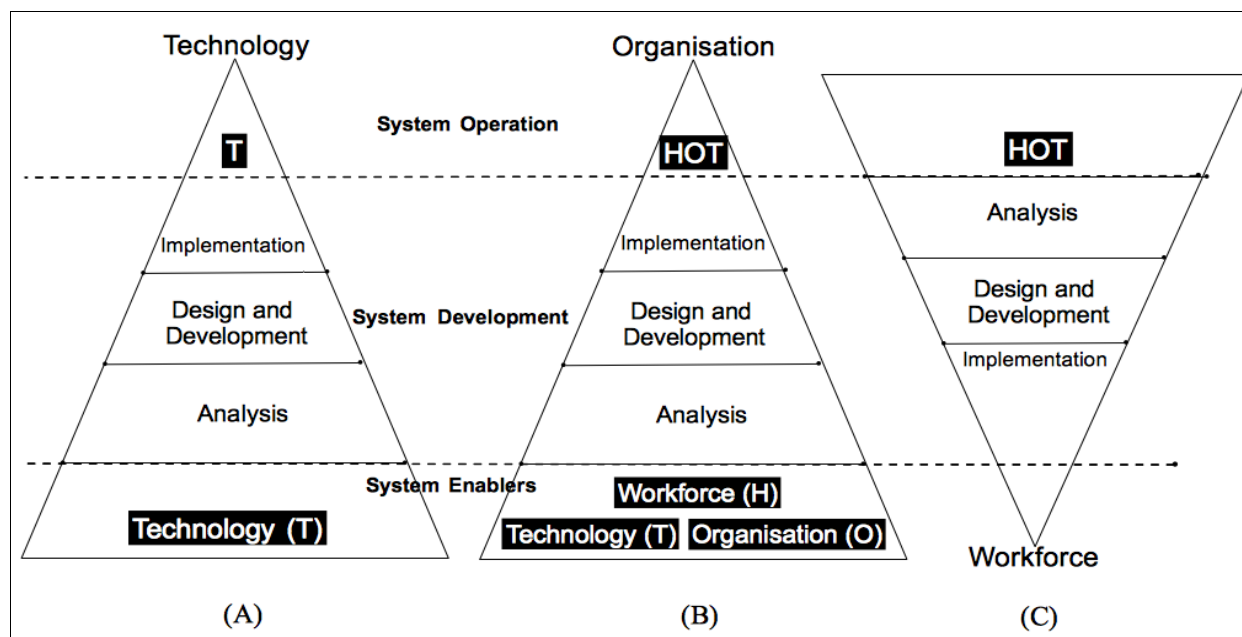 Technology
T
Implementation
Design and
Development
Analysis
Technology (T)
(A)
System Operation
System Development
System Enablers
Organisation
HOT
Implementation
Design and
Development
Analysis
Workforce (H)
Technology (T) Organisation (O)
(B)
HOT
Analysis
Design and
Development
Implementation
Workforce
(C)